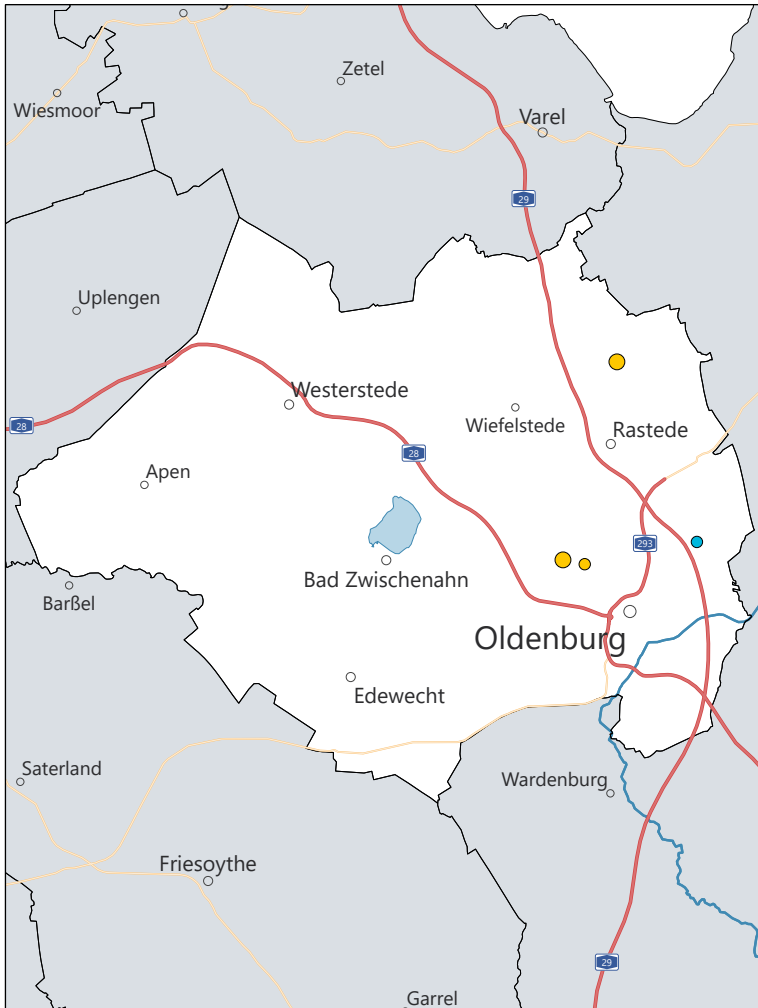 Zetel
Wiesmoor
Varel
29
Uplengen
Westerstede
Wiefelstede
28
Rastede
28
Apen
293
Bad Zwischenahn
Barßel
Oldenburg
Edewecht
Saterland
Wardenburg
Friesoythe
29
Garrel